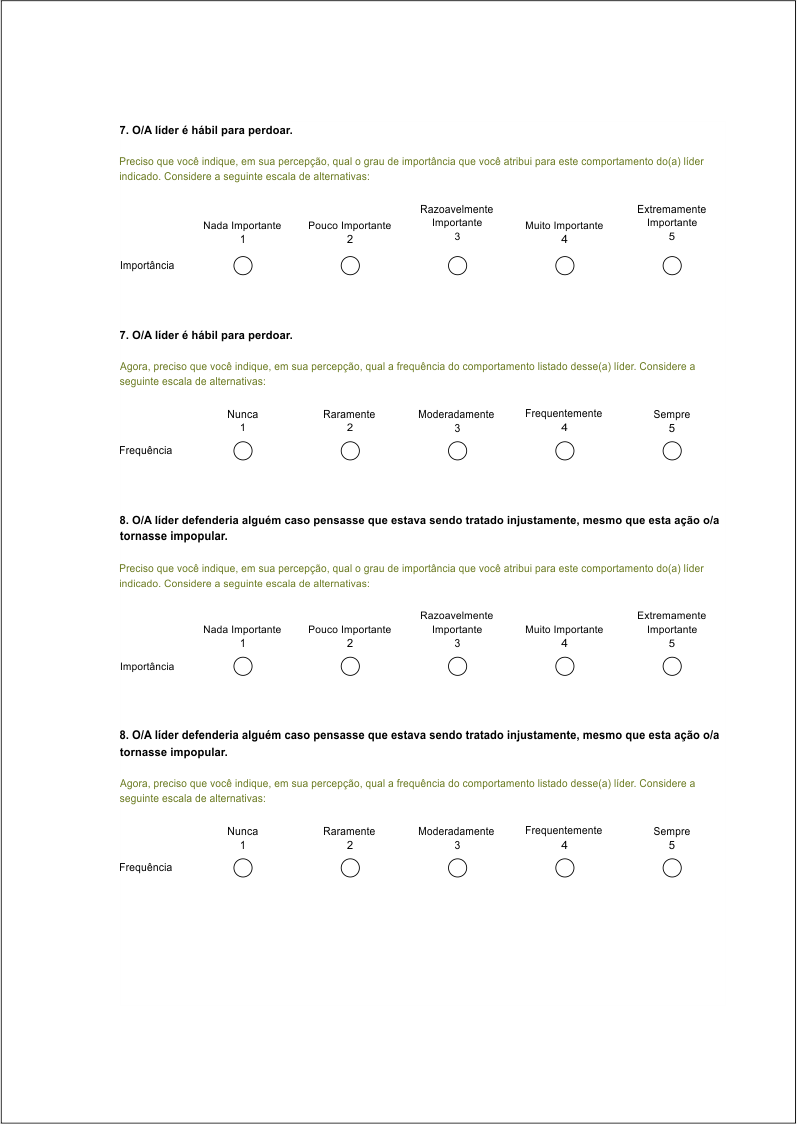 7. O/A líder é hábil para perdoar.
Preciso que você indique, em sua percepção, qual o grau de importância que você atribui para este comportamento do(a) líder
indicado. Considere a seguinte escala de alternativas:
Nada Importante Pouco Importante Razoavelmente Importante Muito Importante Extremamente Importante
1 2 3 4 5
Importância
7. O/A líder é hábil para perdoar.
Agora, preciso que você indique, em sua percepção, qual a frequência do comportamento listado desse(a) líder. Considere a
seguinte escala de alternativas:
Nunca Raramente Moderadamente Frequentemente Sempre
1 2 3 4 5
Frequência
8. O/A líder defenderia alguém caso pensasse que estava sendo tratado injustamente, mesmo que esta ação o/a
tornasse impopular.
Preciso que você indique, em sua percepção, qual o grau de importância que você atribui para este comportamento do(a) líder
indicado. Considere a seguinte escala de alternativas:
Nada Importante Pouco Importante Razoavelmente Importante Muito Importante Extremamente Importante
1 2 3 4 5
Importância
8. O/A líder defenderia alguém caso pensasse que estava sendo tratado injustamente, mesmo que esta ação o/a
tornasse impopular.
Agora, preciso que você indique, em sua percepção, qual a frequência do comportamento listado desse(a) líder. Considere a
seguinte escala de alternativas:
Nunca Raramente Moderadamente Frequentemente Sempre
1 2 3 4 5
Frequência